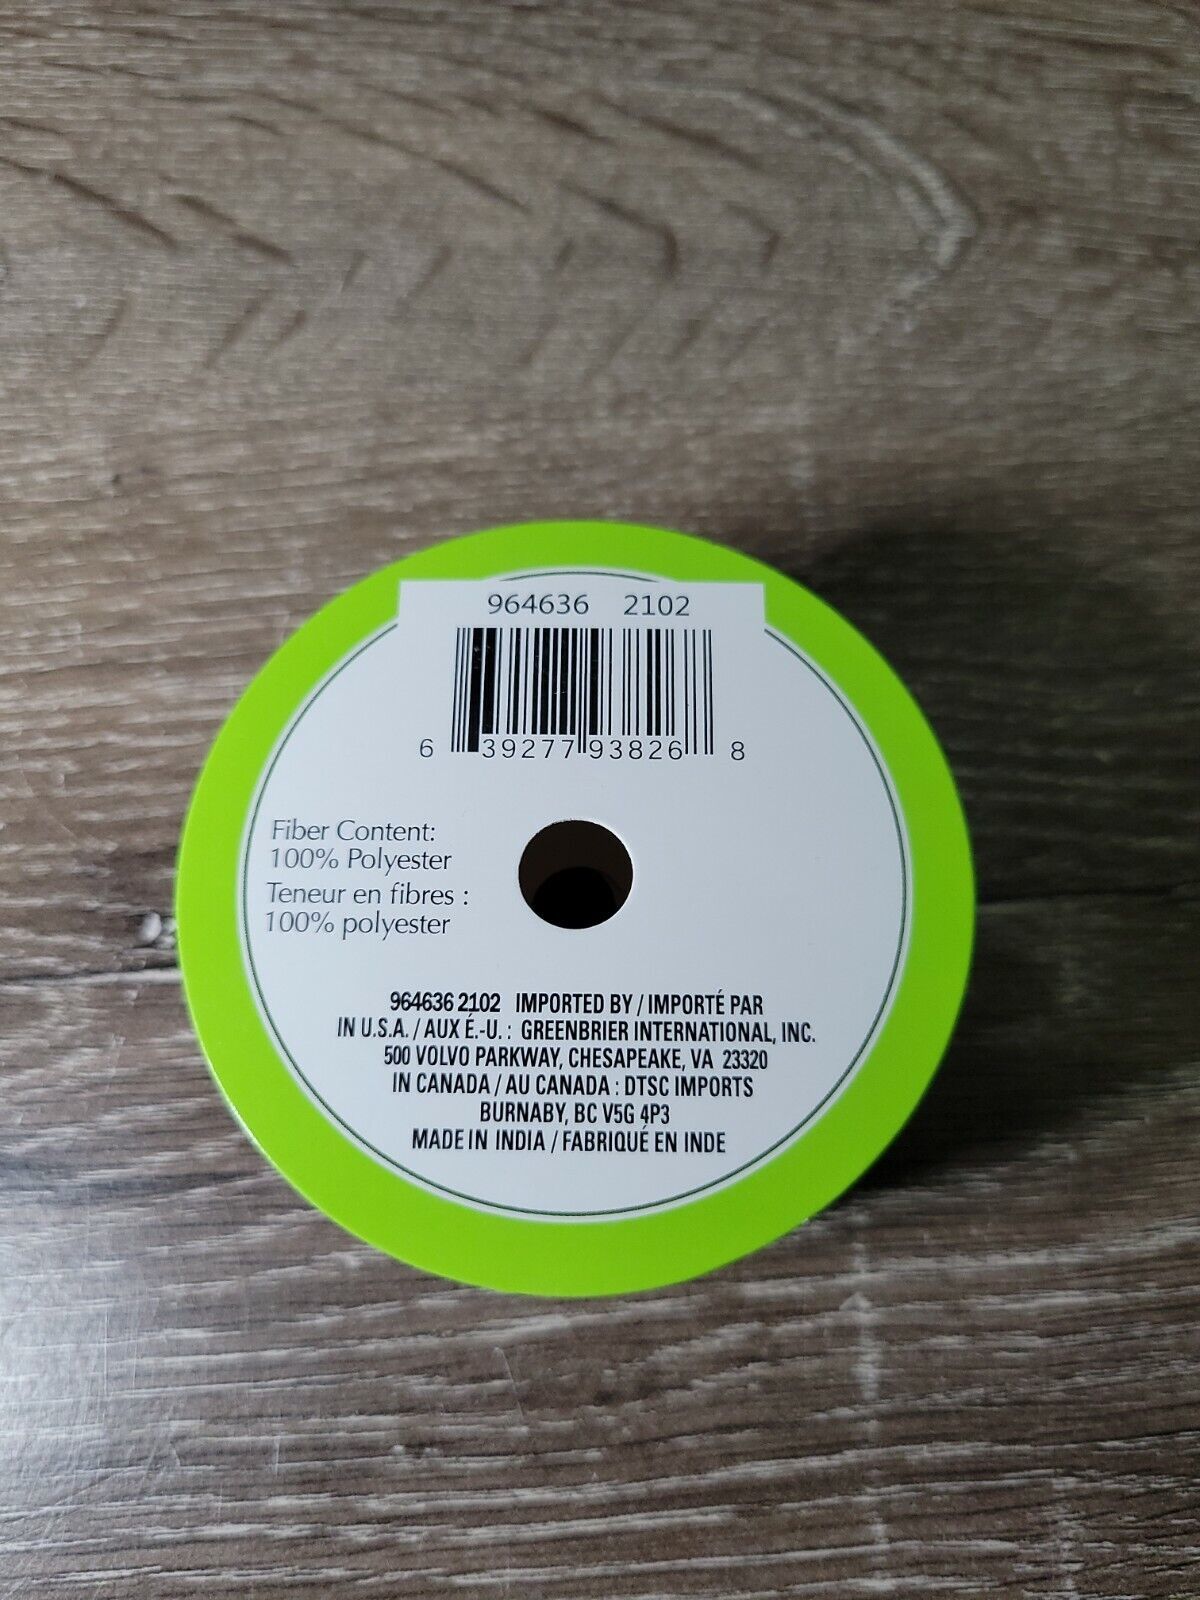 964636 2102
6 39277 93826 8
Fiber Content:
100% Polyester
Teneur en fibres :
100% polyester
964636 2102 IMPORTED BY / IMPORTÉ PAR
IN U.S.A. / AUX É.-U. : GREENBRIER INTERNATIONAL, INC.
500 VOLVO PARKWAY, CHESAPEAKE, VA 23320
IN CANADA / AU CANADA : DTSC IMPORTS
BURNABY, BC V5G 4P3
MADE IN INDIA / FABRIQUÉ EN INDE